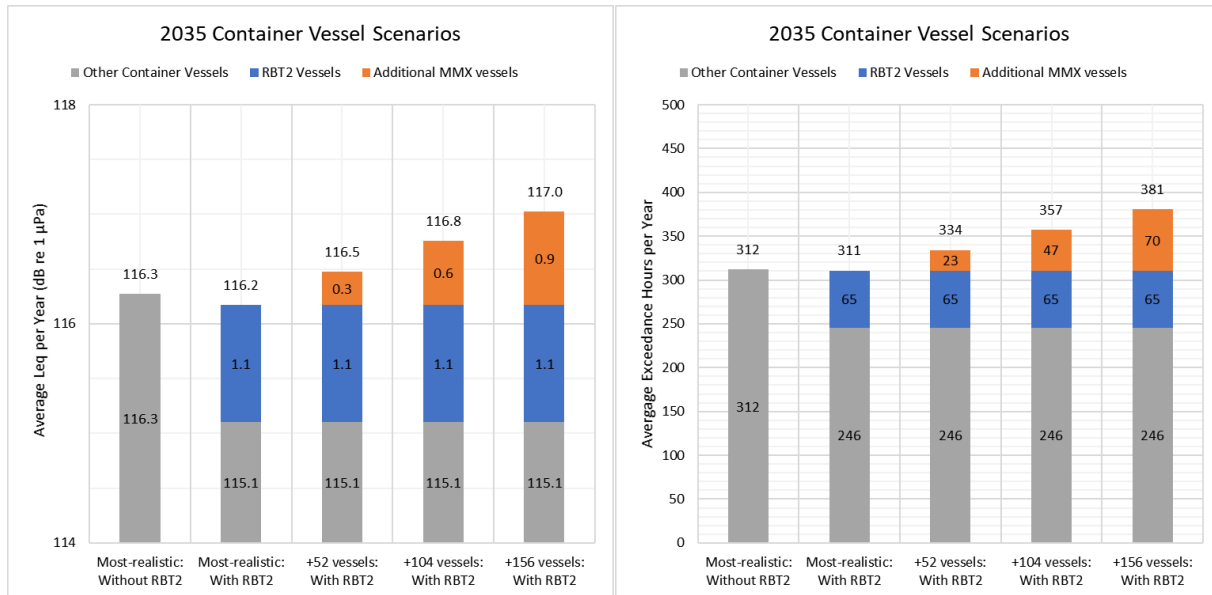 2035 Container Vessel Scenarios
Other Container Vessels RBT2 Vessels Additional MMX vessels
Average Leq per Year (dB re 1 µPa)
118
116
114
116.3
116.2
116.5
116.8
117.0
0.3
0.6
0.9
1.1
1.1
1.1
1.1
116.3
115.1
115.1
115.1
115.1
Most-realistic:
Without RBT2
Most-realistic:
With RBT2
+52 vessels:
With RBT2
+104 vessels:
With RBT2
+156 vessels:
With RBT2
2035 Container Vessel Scenarios
Other Container Vessels RBT2 Vessels Additional MMX vessels
Avergage Exceedance Hours per Year
500
450
400
350
300
250
200
150
100
50
0
312
311
334
357
381
23
47
70
65
65
65
65
312
246
246
246
246
Most-realistic:
Without RBT2
Most-realistic:
With RBT2
+52 vessels:
With RBT2
+104 vessels:
With RBT2
+156 vessels:
With RBT2